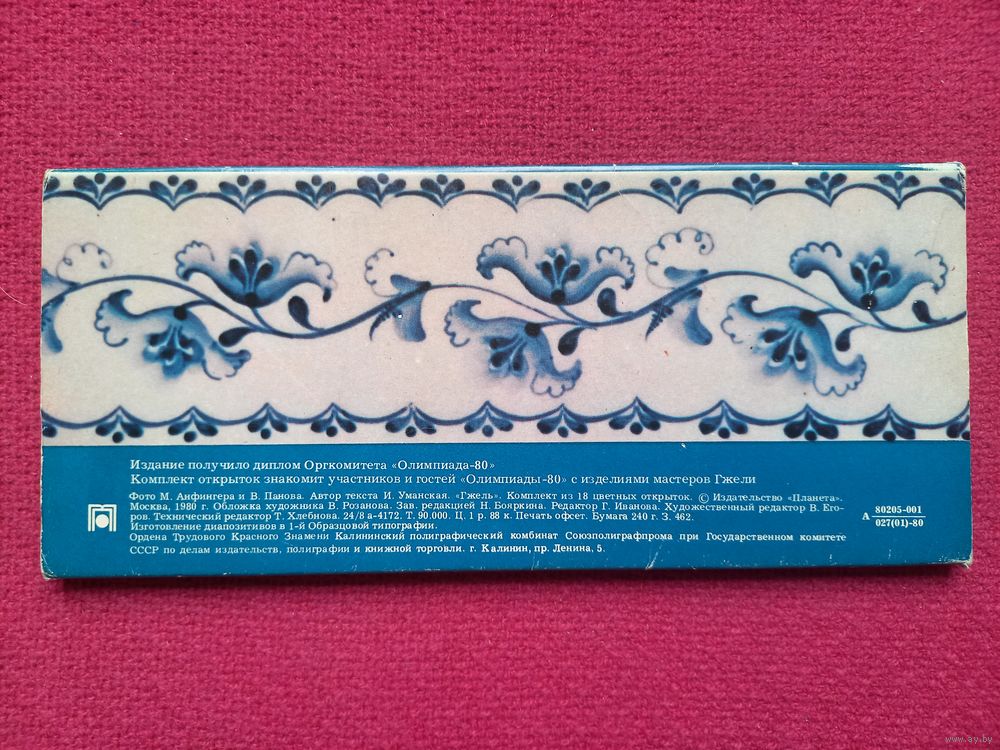 Издание получило диплом Оргкомитета «Олимпиада-80»
Комплект открыток знакомит участников и гостей «Олимпиады-80» с изделиями мастеров Гжели
Фото М. Анфингера и В. Панова. Автор текста И. Уманская. «Гжель». Комплект из 18 цветных открыток. © Издательство «Планета».
Москва, 1980 г. Обложка художника В. Розанова. Зав. редакцией Н. Бояркина. Редактор Г. Иванова. Художественный редактор В. Его-
ров. Технический редактор Т. Хлебнова. 24/8 а-4172. Т. 90.000. Ц. 1 р. 88 к. Печать офсет. Бумага 240 г. З. 462.
Изготовление диапозитивов в 1-й Образцовой типографии.
Ордена Трудового Красного Знамени Калининский полиграфический комбинат Союзполиграфпрома при Государственном комитете
СССР по делам издательств, полиграфии и книжной торговли. г. Калинин, пр. Ленина, 5.
А 80205-001
027(01)-80
www.ay.by